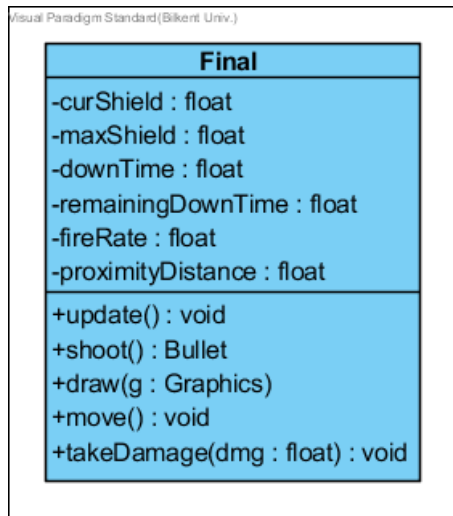 Visual Paradigm Standard(Bilkent Univ.)
Final
-curShield : float
-maxShield : float
-downTime : float
-remainingDownTime : float
-fireRate : float
-proximityDistance : float
+update() : void
+shoot() : Bullet
+draw(g : Graphics)
+move() : void
+takeDamage(dmg : float) : void